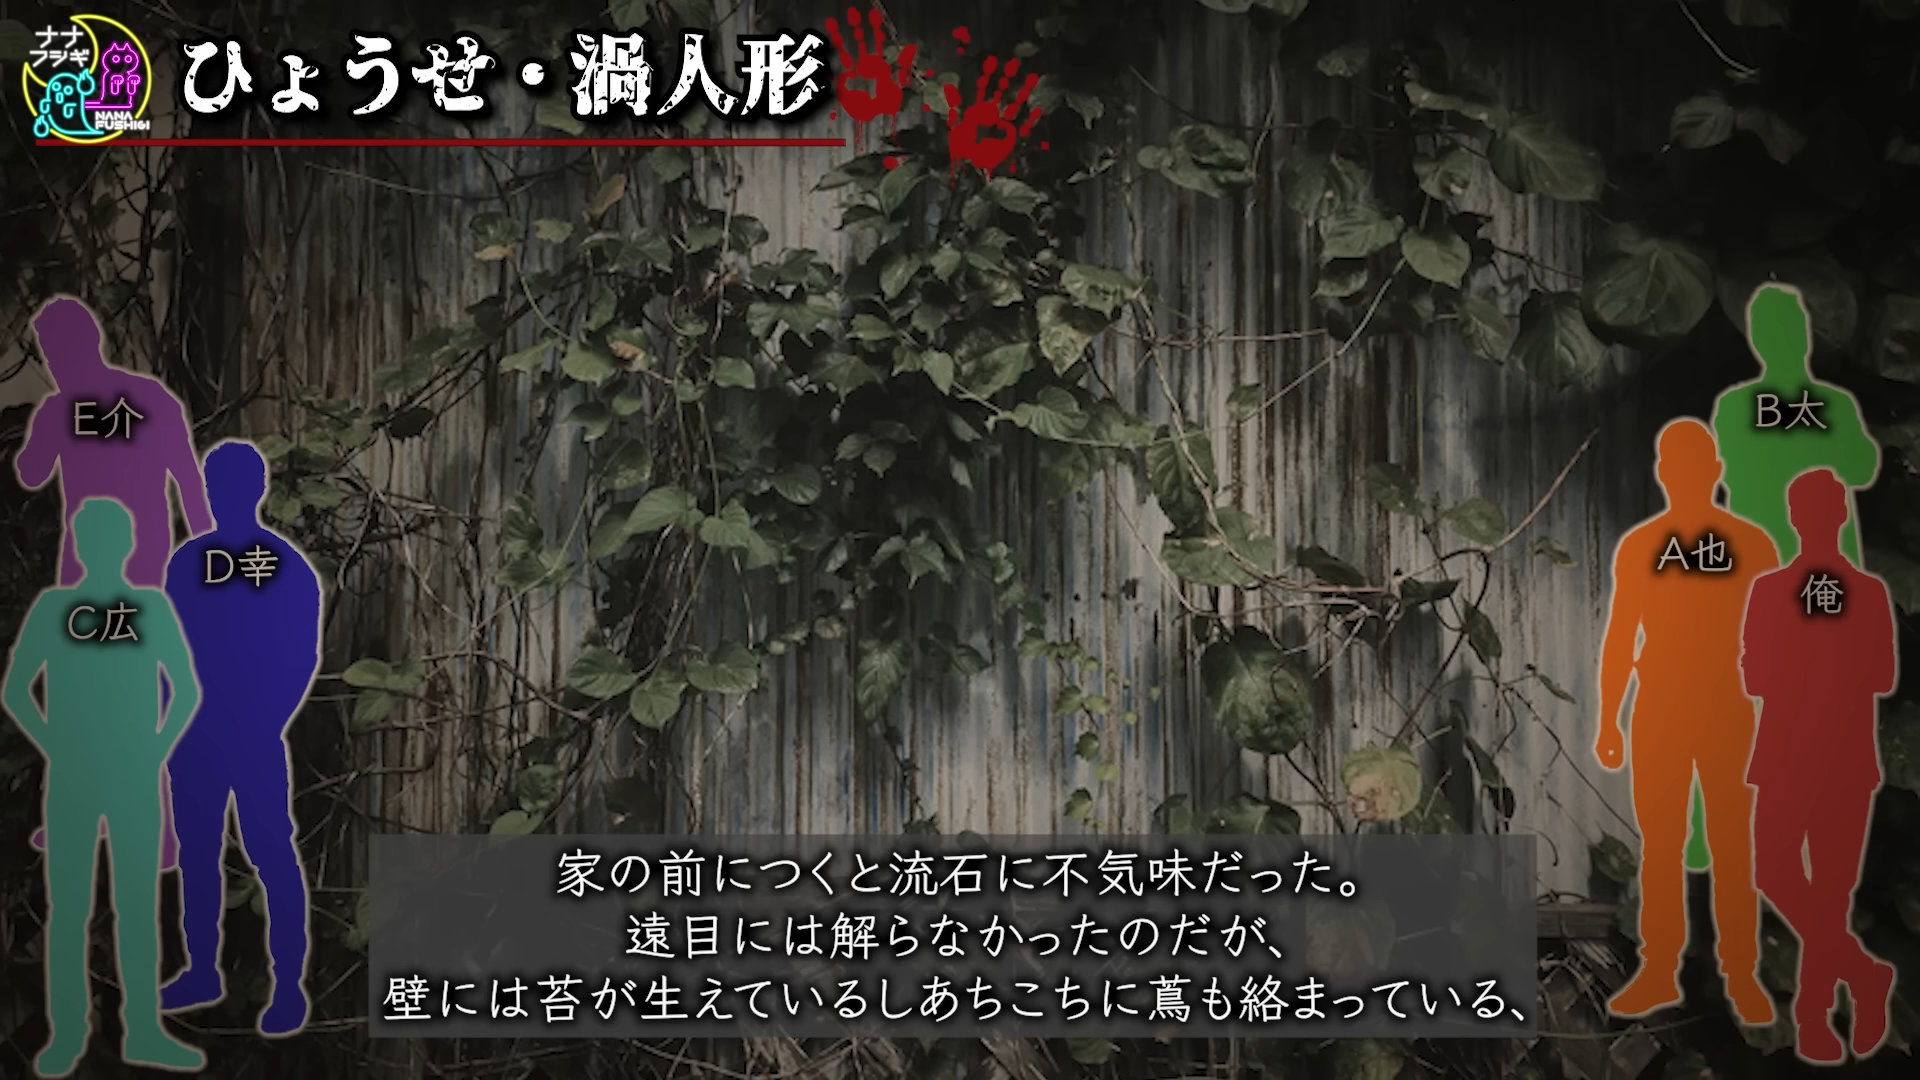 ナナ
フシギ
NANA
FUSHIGI
ひょうせ・渦人形
E介
B太
D幸
A也
C広
俺
家の前につくと流石に不気味だった。
遠目には解らなかったのだが、
壁には苔が生えているしあちこちに蔦も絡まっている、